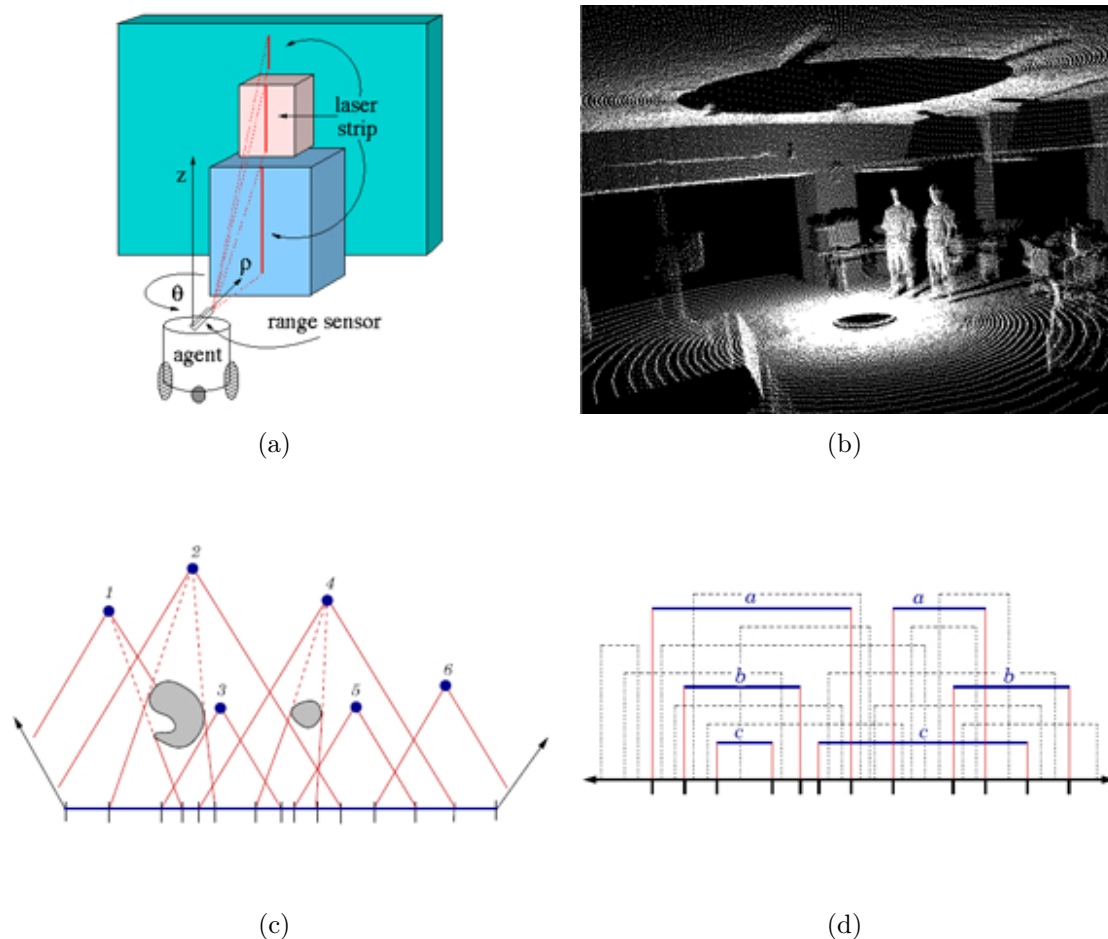 laser
strip
z
ρ
θ
range sensor
agent
(a)
(b)
1
2
3
4
5
6
(c)
a
a
b
b
c
c
(d)